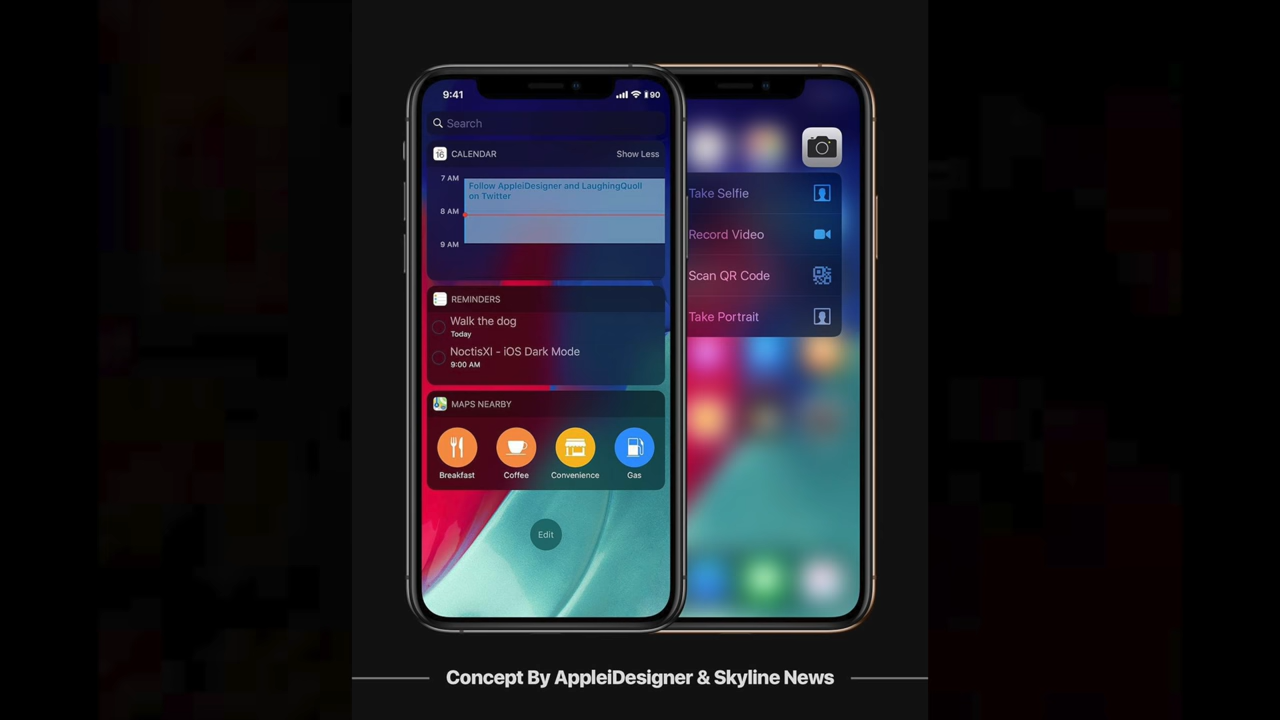 9:41
90
Search
16 CALENDAR Show Less
7 AM
Follow AppleiDesigner and LaughingQuoll
on Twitter
8 AM
9 AM
REMINDERS
Walk the dog
Today
NoctisXI - iOS Dark Mode
9:00 AM
MAPS NEARBY
Breakfast Coffee Convenience Gas
Edit
Take Selfie
Record Video
Scan QR Code
Take Portrait
Concept By AppleiDesigner & Skyline News